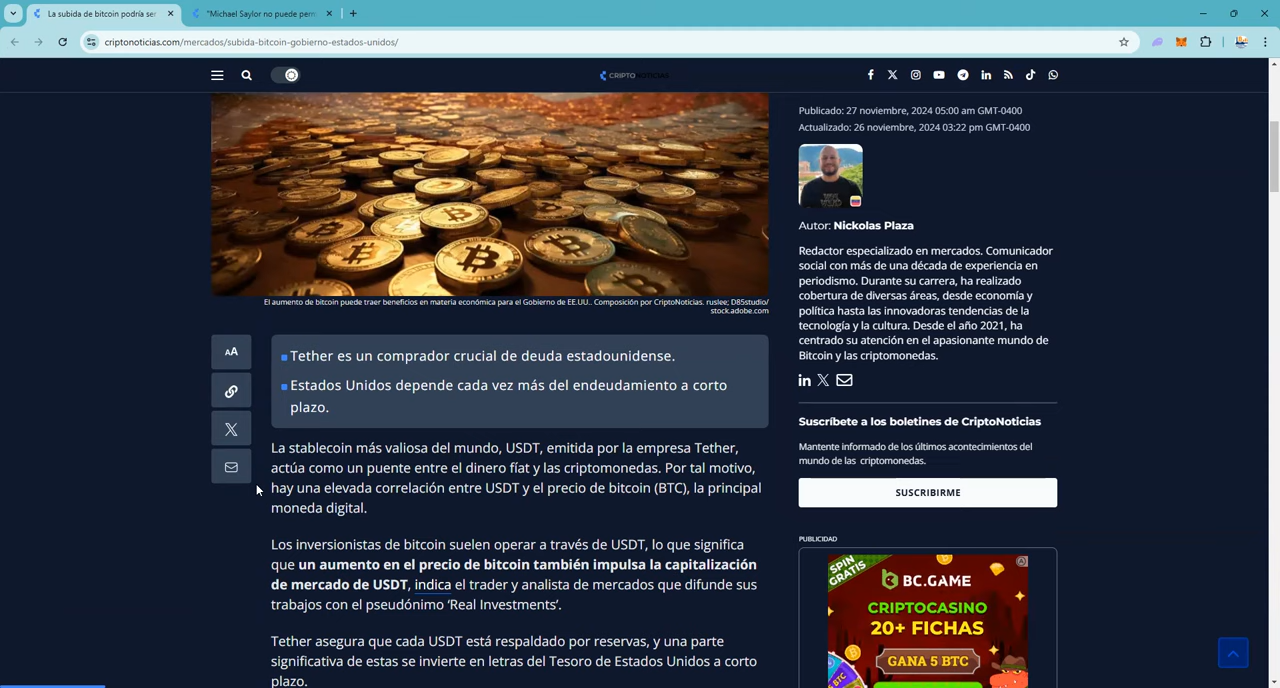 La subida de bitcoin podría ser
"Michael Saylor no puede perm
criptonoticias.com/mercados/subida-bitcoin-gobierno-estados-unidos/
CRIPTONOTICIAS
El aumento de bitcoin puede traer beneficios en materia económica para el Gobierno de EE.UU.. Composición por CriptoNoticias. ruslee; D85studio/
stock.adobe.com
AA
Tether es un comprador crucial de deuda estadounidense.
Estados Unidos depende cada vez más del endeudamiento a corto
plazo.
La stablecoin más valiosa del mundo, USDT, emitida por la empresa Tether,
actúa como un puente entre el dinero fíat y las criptomonedas. Por tal motivo,
hay una elevada correlación entre USDT y el precio de bitcoin (BTC), la principal
moneda digital.
Los inversionistas de bitcoin suelen operar a través de USDT, lo que significa
que un aumento en el precio de bitcoin también impulsa la capitalización
de mercado de USDT, indica el trader y analista de mercados que difunde sus
trabajos con el pseudónimo ‘Real Investments’.
Tether asegura que cada USDT está respaldado por reservas, y una parte
significativa de estas se invierte en letras del Tesoro de Estados Unidos a corto
plazo.
Publicado: 27 noviembre, 2024 05:00 am GMT-0400
Actualizado: 26 noviembre, 2024 03:22 pm GMT-0400
Autor: Nickolas Plaza
Redactor especializado en mercados. Comunicador
social con más de una década de experiencia en
periodismo. Durante su carrera, ha realizado
cobertura de diversas áreas, desde economía y
política hasta las innovadoras tendencias de la
tecnología y la cultura. Desde el año 2021, ha
centrado su atención en el apasionante mundo de
Bitcoin y las criptomonedas.
Suscríbete a los boletines de CriptoNoticias
Mantente informado de los últimos acontecimientos del
mundo de las criptomonedas.
SUSCRIBIRME
PUBLICIDAD
SPIN
GRATIS
BC.GAME
CRIPTOCASINO
20+ FICHAS
GANA 5 BTC